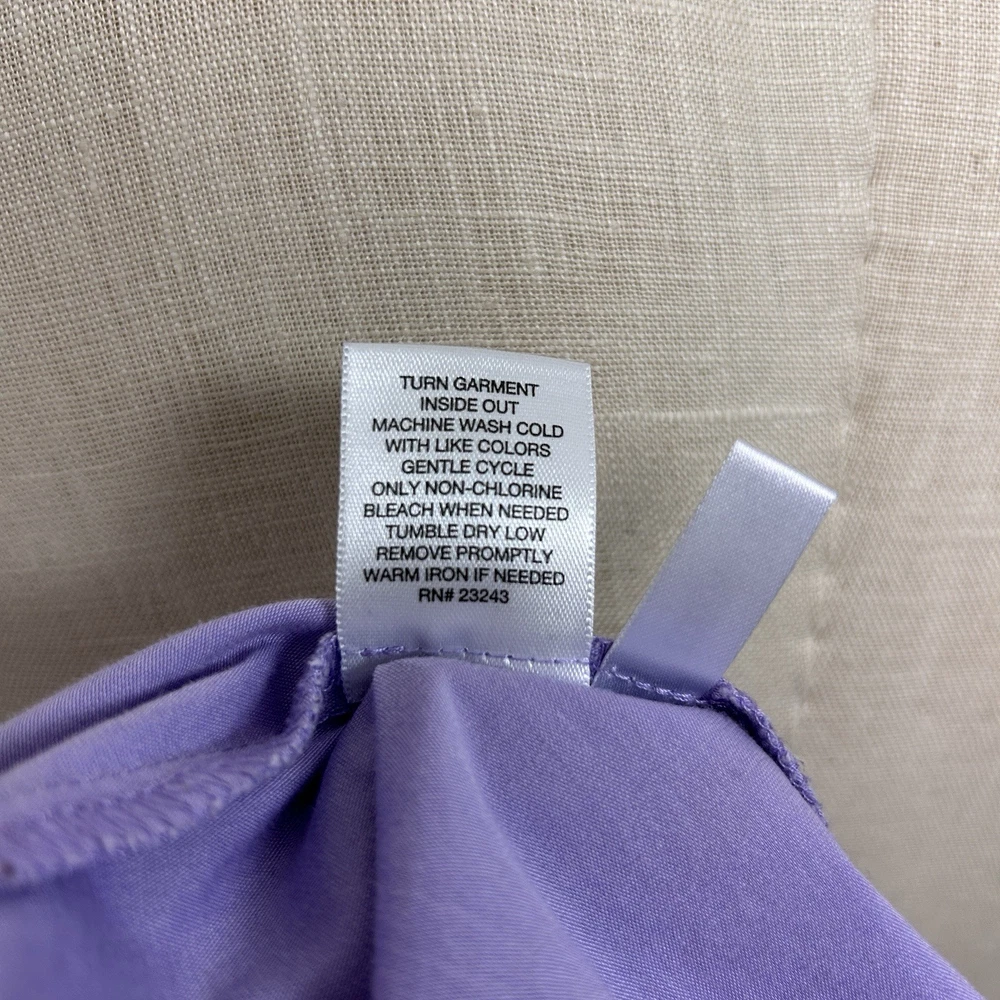 TURN GARMENT
INSIDE OUT
MACHINE WASH COLD
WITH LIKE COLORS
GENTLE CYCLE
ONLY NON-CHLORINE
BLEACH WHEN NEEDED
TUMBLE DRY LOW
REMOVE PROMPTLY
WARM IRON IF NEEDED
RN# 23243